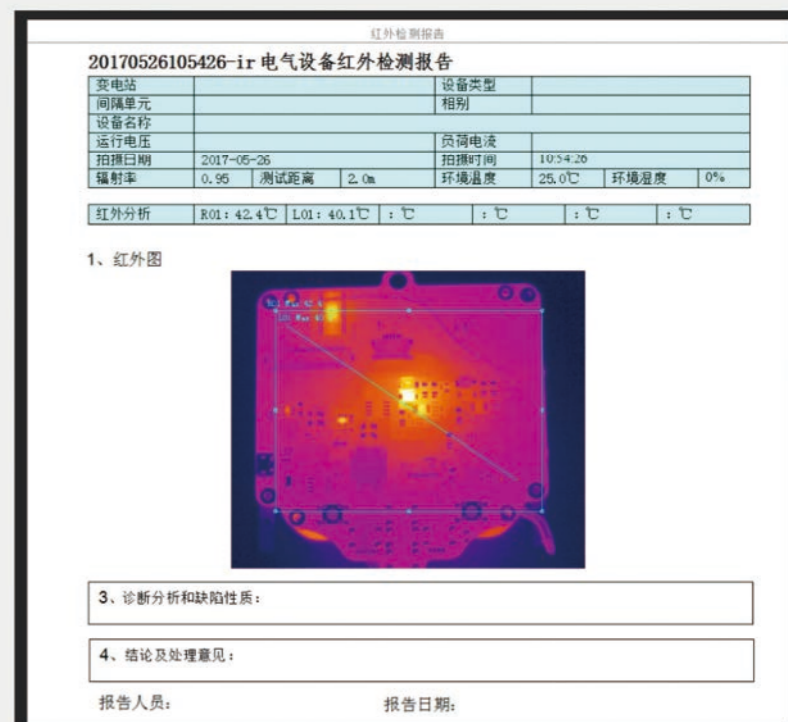 红外检测报告
20170526105426-ir 电气设备红外检测报告
变电站 设备类型
间隔单元 相别
设备名称
运行电压 负荷电流
拍摄日期 2017-05-26 拍摄时间 10:54:26
辐射率 0.95 测试距离 2.0m 环境温度 25.0℃ 环境湿度 0%
红外分析 R01: 42.4℃ L01: 40.1℃ : ℃ : ℃ : ℃ : ℃
1、红外图
Max 42.4
L01 Max 40
3、诊断分析和缺陷性质:
4、结论及处理意见:
报告人员: 报告日期: